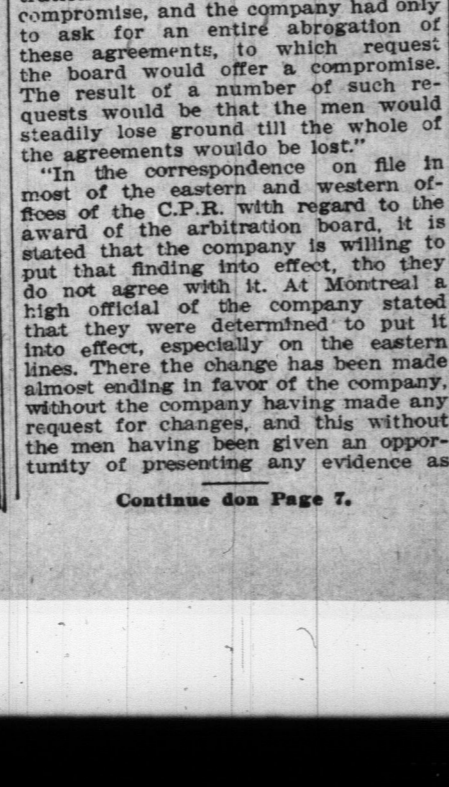 compromise, and the company had only
to ask for an entire abrogation of
these agreements, to which request
the board would offer a compromise.
The result of a number of such re-
quests would be that the men would
steadily lose ground till the whole of
the agreements wouldo be lost."
"In the correspondence on file in
most of the eastern and western of-
fices of the C.P.R. with regard to the
award of the arbitration board, it is
stated that the company is willing to
put that finding into effect, tho they
do not agree with it. At Montreal a
high official of the company stated
that they were determined to put it
into effect, especially on the eastern
lines. There the change has been made
almost ending in favor of the company,
without the company having made any
request for changes, and this without
the men having been given an oppor-
tunity of presenting any evidence as
Continue don Page 7.